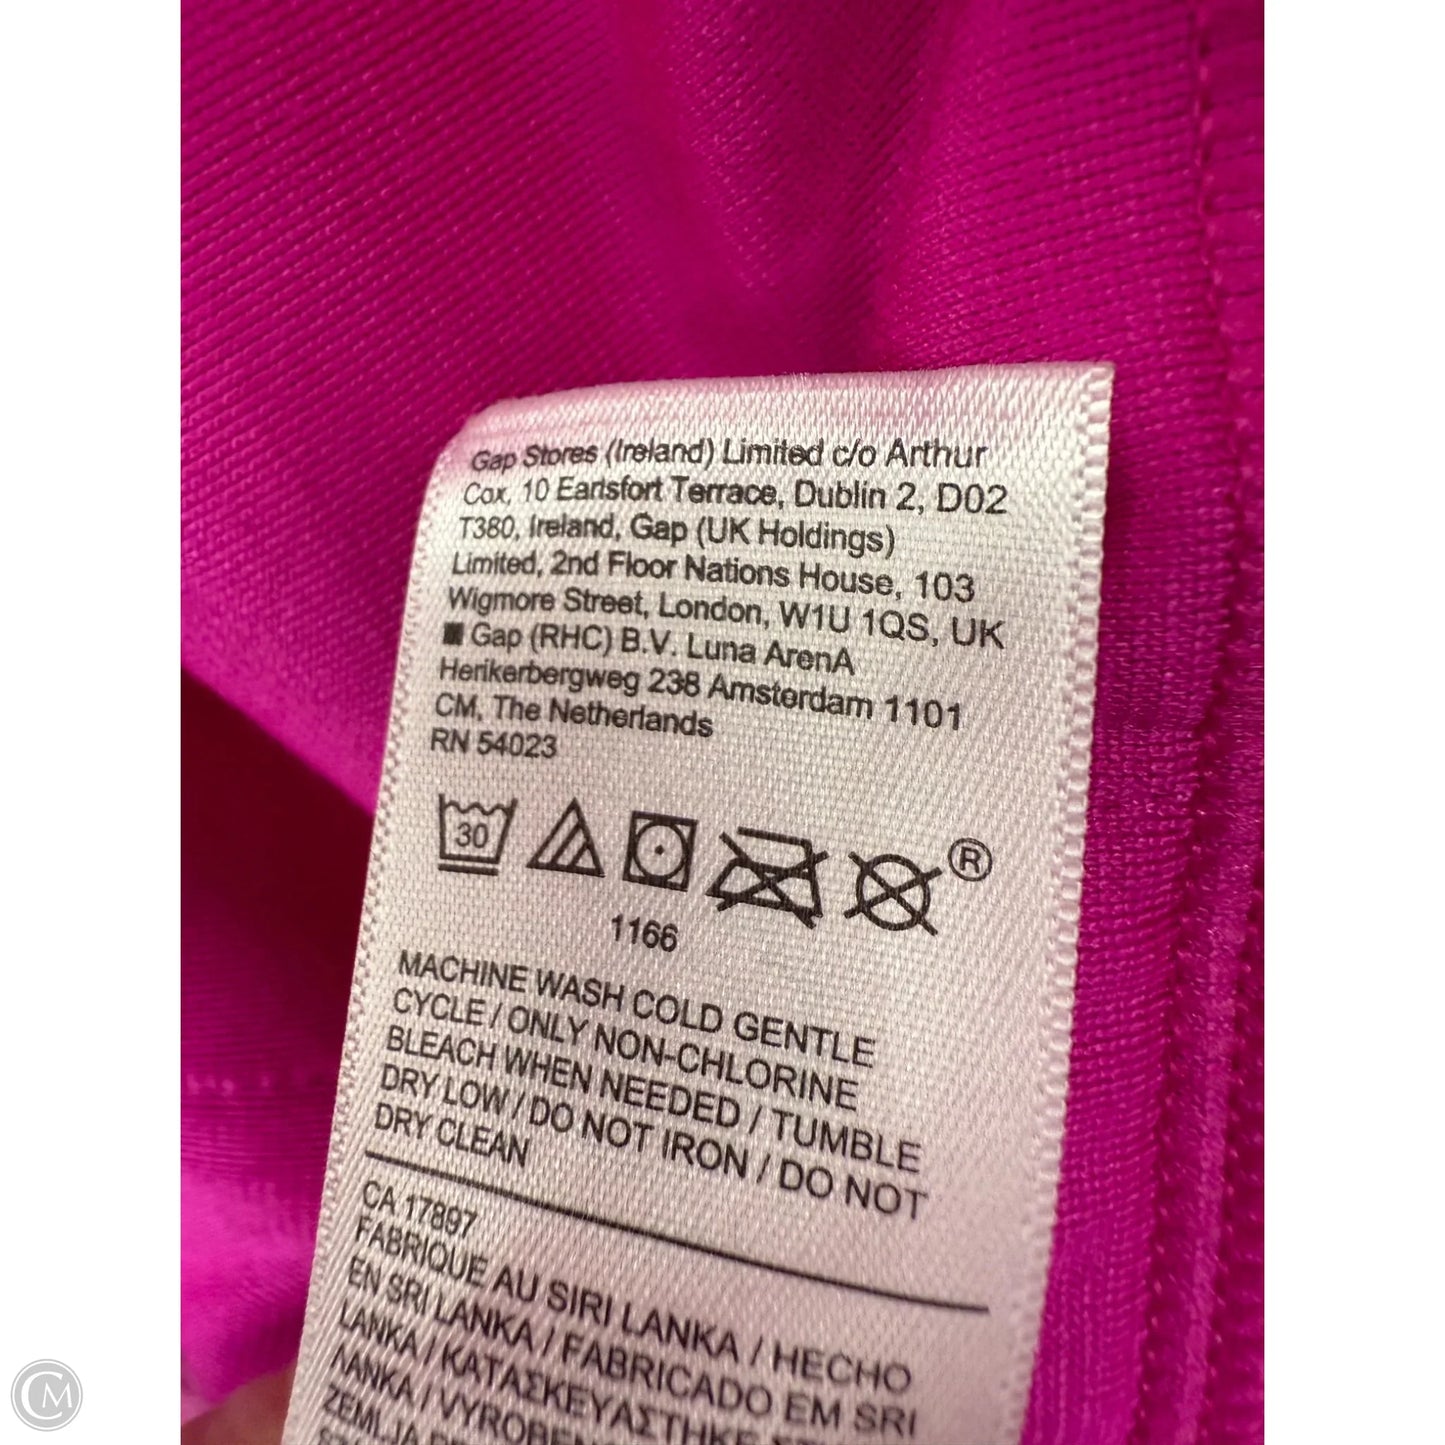 Gap Stores (Ireland) Limited c/o Arthur
Cox, 10 Earlsfort Terrace, Dublin 2, D02
T380, Ireland, Gap (UK Holdings)
Limited, 2nd Floor Nations House, 103
Wigmore Street, London, W1U 1QS, UK
■ Gap (RHC) B.V. Luna ArenA
Herikerbergweg 238 Amsterdam 1101
CM, The Netherlands
RN 54023
30
®
1166
MACHINE WASH COLD GENTLE
CYCLE / ONLY NON-CHLORINE
BLEACH WHEN NEEDED / TUMBLE
DRY LOW / DO NOT IRON / DO NOT
DRY CLEAN
CA 17897
FABRIQUE AU SIRI LANKA / HECHO
EN SRI LANKA / FABRICADO EM SRI
LANKA / ΚΑΤΑΣΚΕΥΑΣΤΗΚΕ
ΛΑΝΚΑ / VYROBENO
ZEMLJA
CM